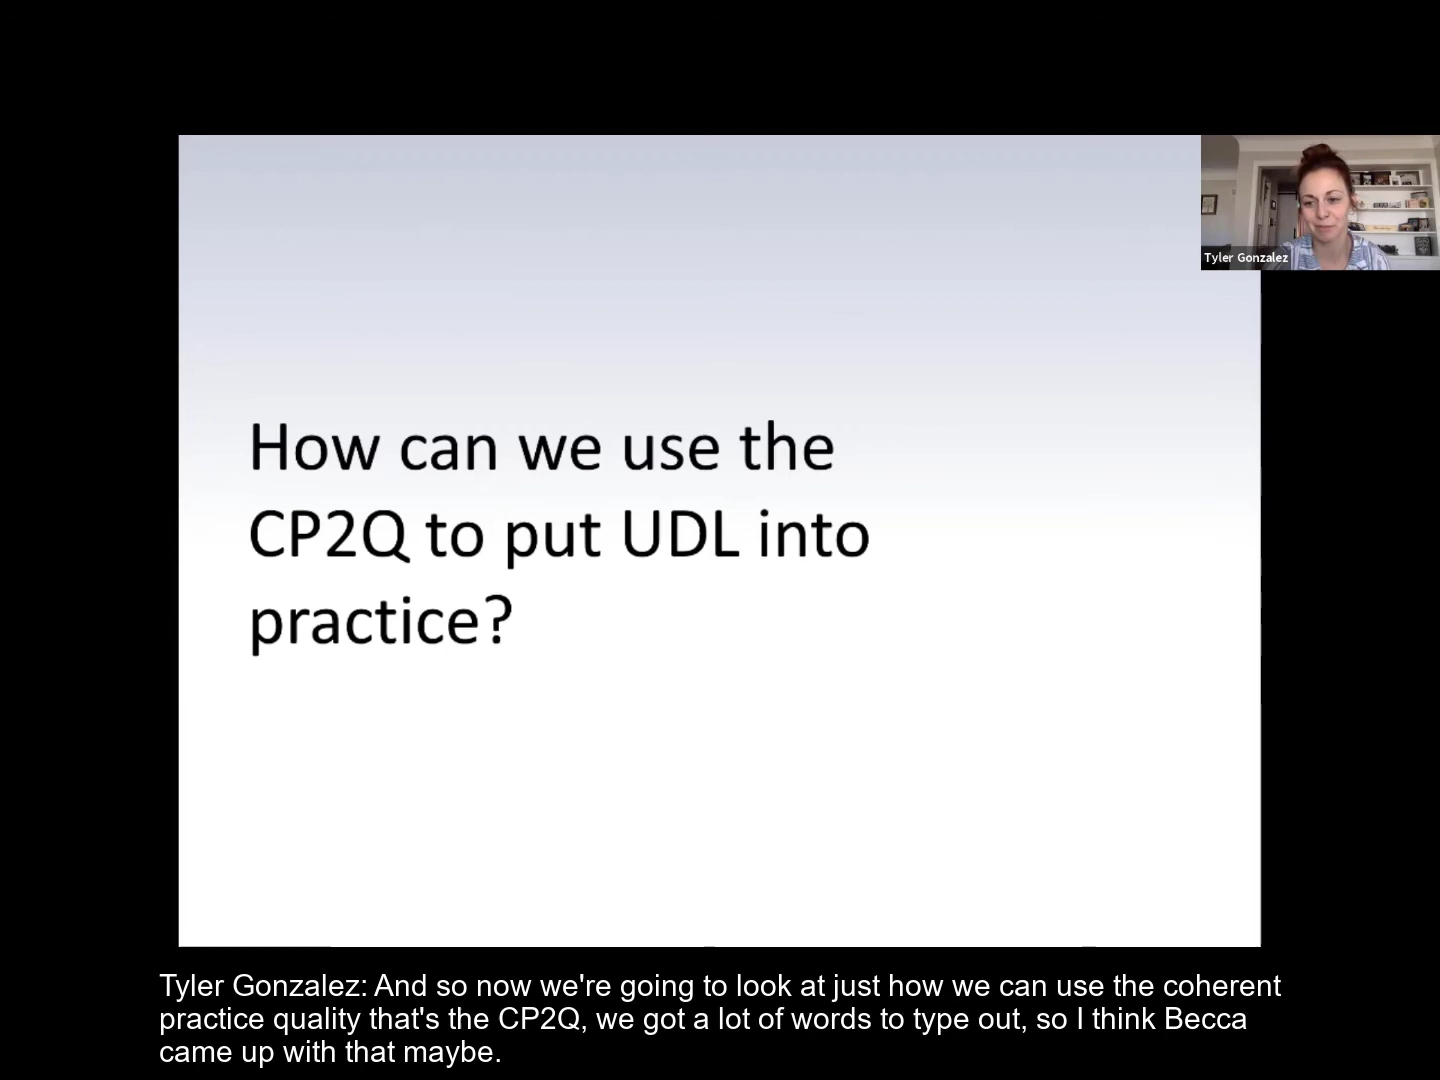 Tyler Gonzalez
How can we use the
CP2Q to put UDL into
practice?
Tyler Gonzalez: And so now we're going to look at just how we can use the coherent
practice quality that's the CP2Q, we got a lot of words to type out, so I think Becca
came up with that maybe.